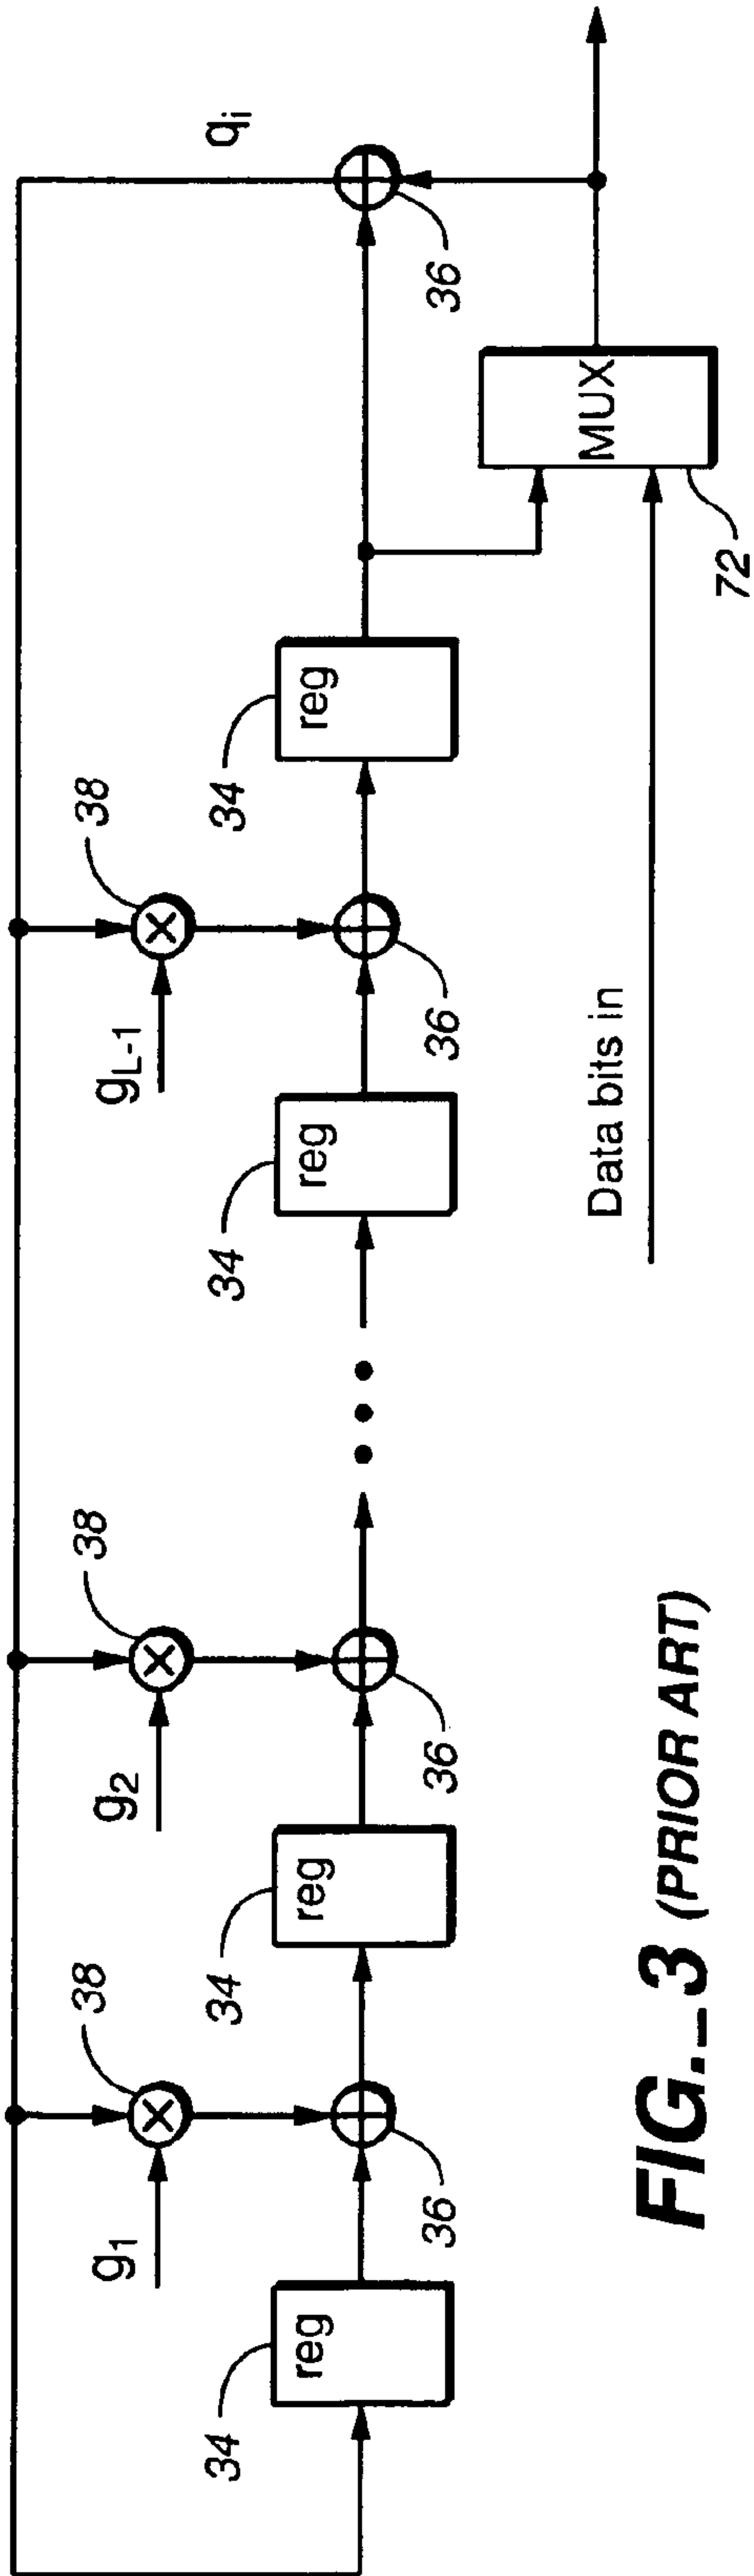 qᵢ
38
38
38
g₁
g₂
g_L-1
34
34
34
34
reg
reg
reg
reg
36
36
36
36
MUX
72
Data bits in
FIG._3 (PRIOR ART)